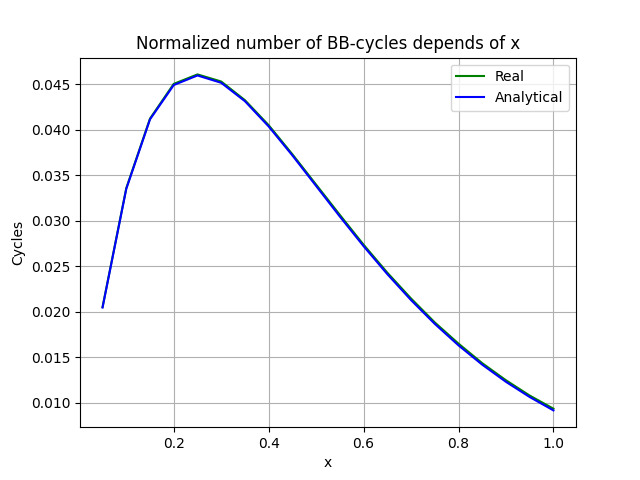 Normalized number of BB-cycles depends of x
Real
Analytical
0.045
0.040
0.035
0.030
0.025
0.020
0.015
0.010
Cycles
0.2 0.4 0.6 0.8 1.0
x